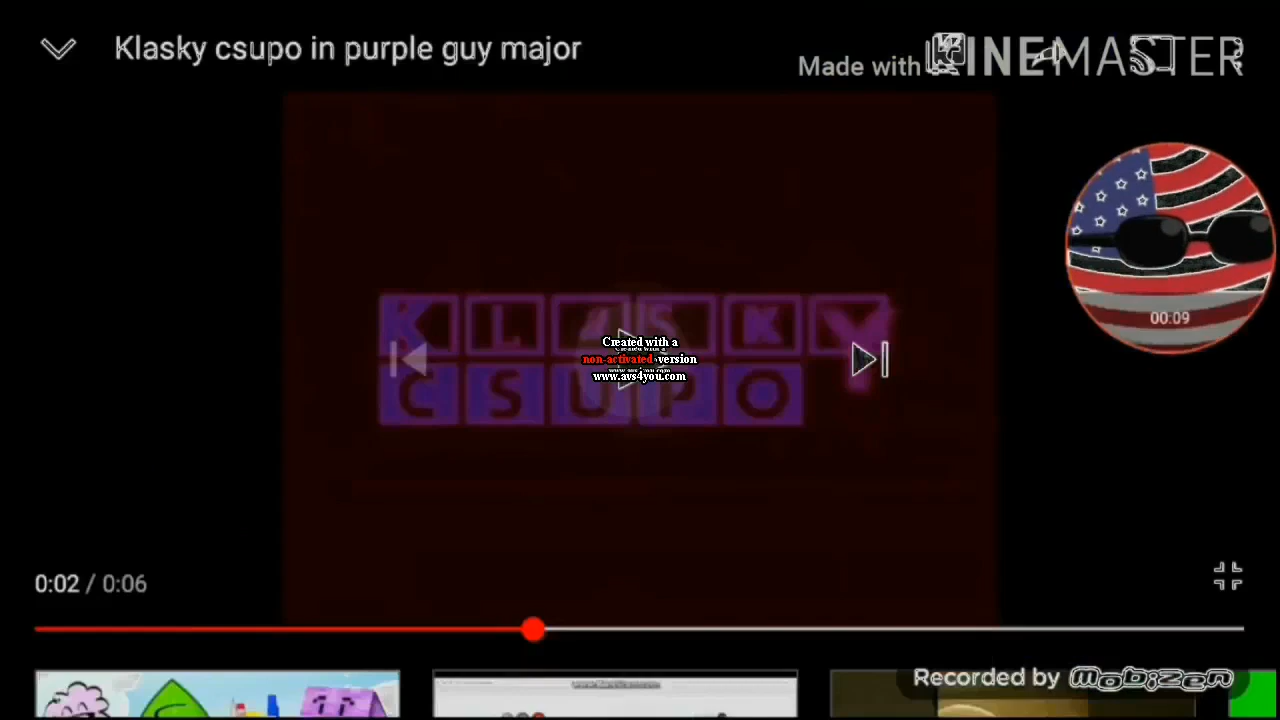 Klasky csupo in purple guy major
Made with KINEMASTER
00:09
K L A S K Y
C S U P O
Created with a
non-activated version
www.avs4you.com
0:02 / 0:06
Recorded by mobizen